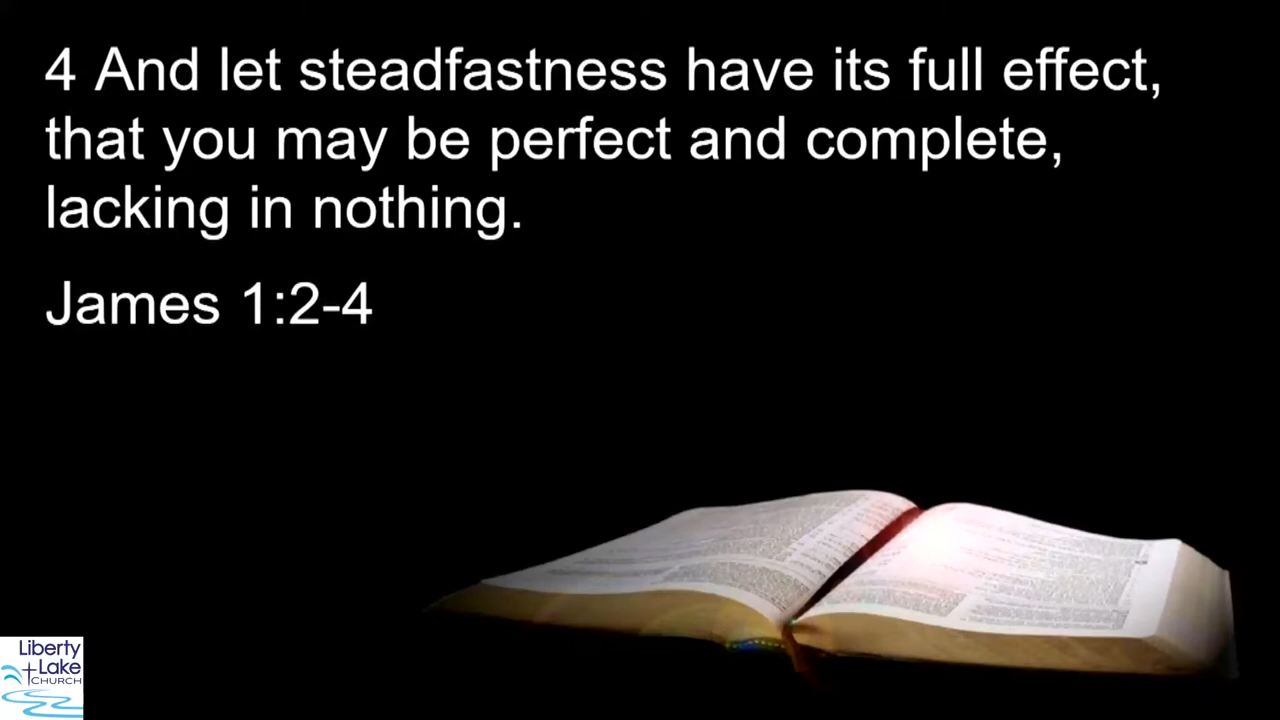 4 And let steadfastness have its full effect,
that you may be perfect and complete,
lacking in nothing.
James 1:2-4
Liberty
Lake
CHURCH